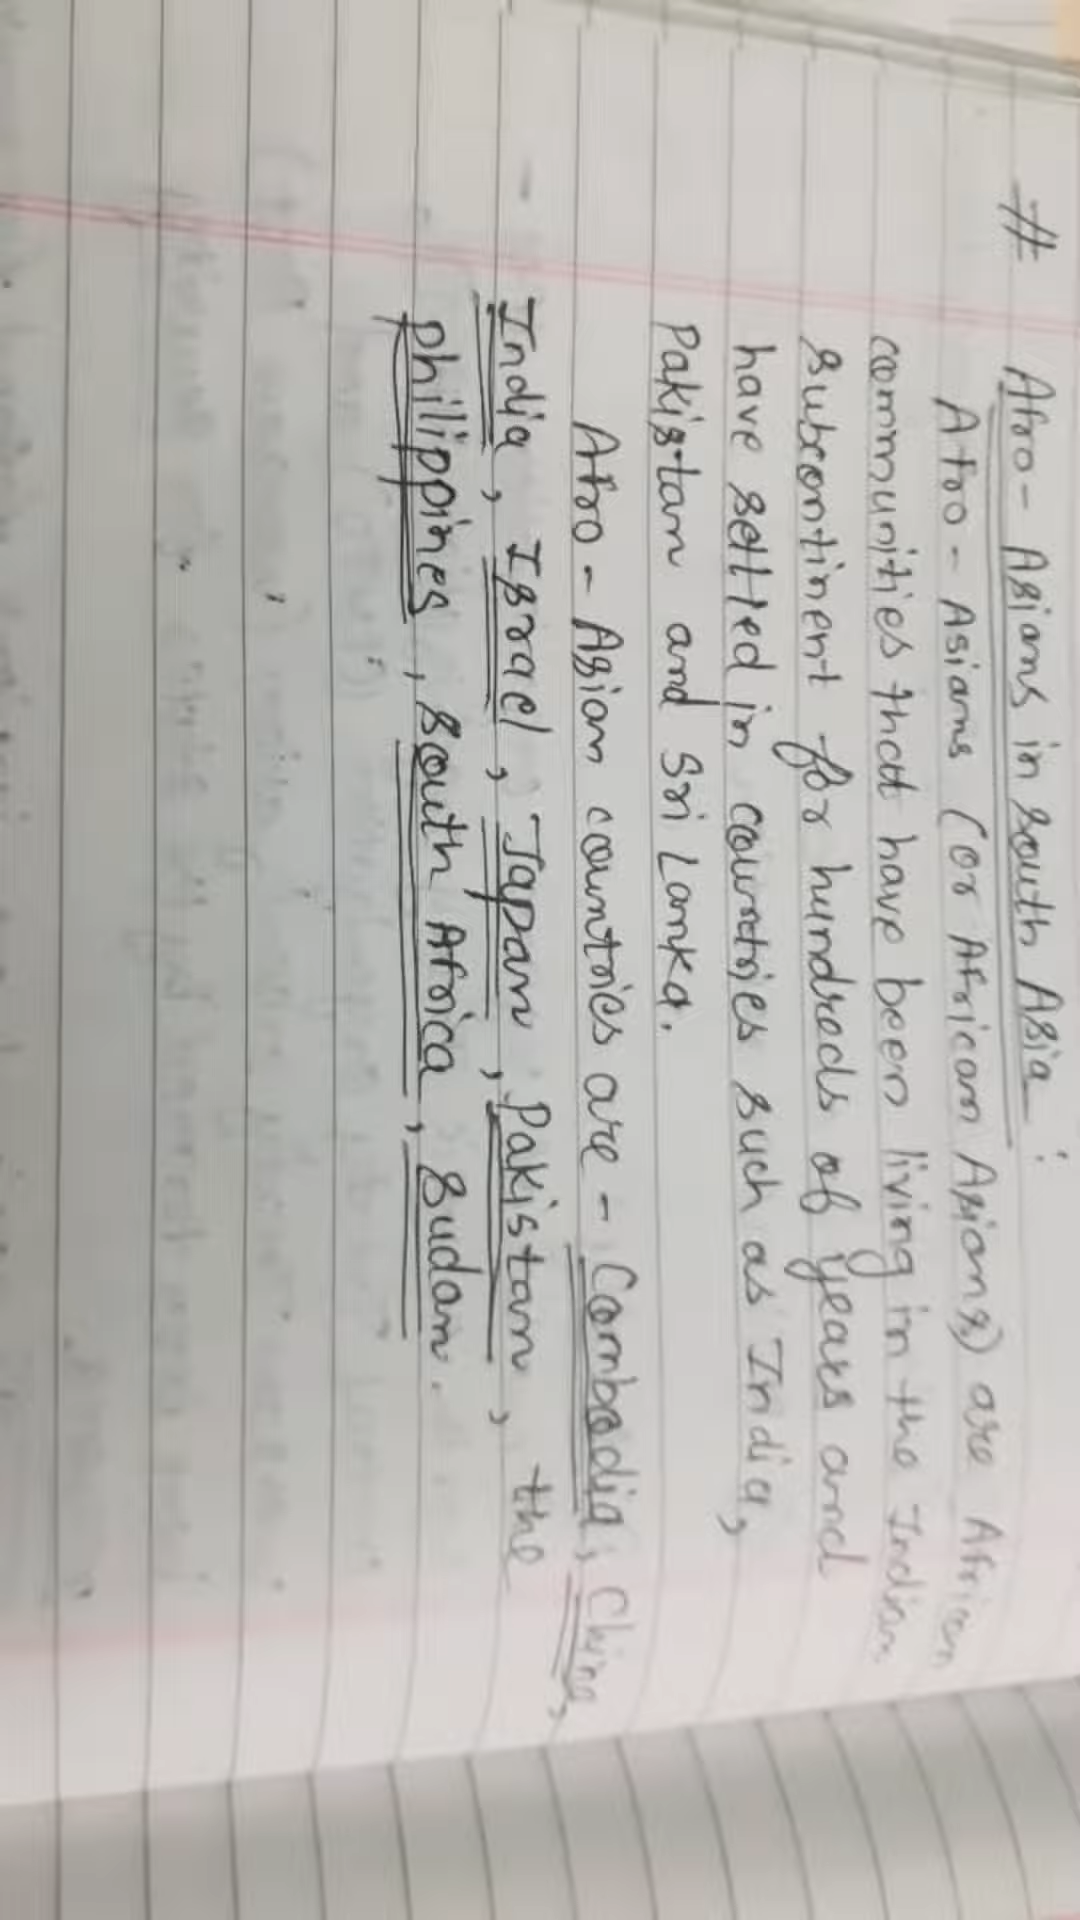 # Afro - Asians in south Asia :
Afro - Asians (or African Asians) are African
communities that have been living in the Indian
subcontinent for hundreds of years and
have settled in countries such as India,
Pakistan and Sri Lanka.
Afro - Asian countries are - Combodia, China,
India, Israel, Japan, Pakistan, the
philippines, south Africa, sudan.